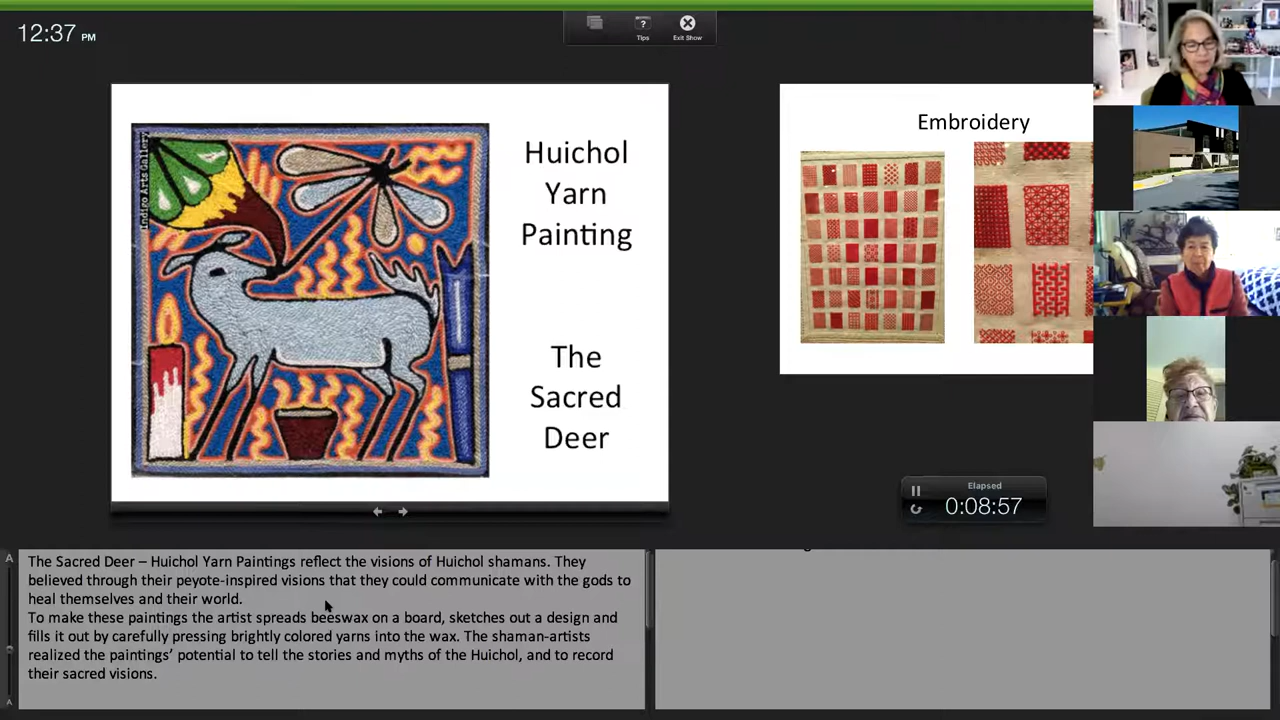 12:37 PM
Tips
Exit Show
Indigo Arts Gallery
Huichol
Yarn
Painting
The
Sacred
Deer
Embroidery
Elapsed
0:08:57
A
The Sacred Deer – Huichol Yarn Paintings reflect the visions of Huichol shamans. They
believed through their peyote-inspired visions that they could communicate with the gods to
heal themselves and their world.
To make these paintings the artist spreads beeswax on a board, sketches out a design and
fills it out by carefully pressing brightly colored yarns into the wax. The shaman-artists
realized the paintings’ potential to tell the stories and myths of the Huichol, and to record
their sacred visions.
A